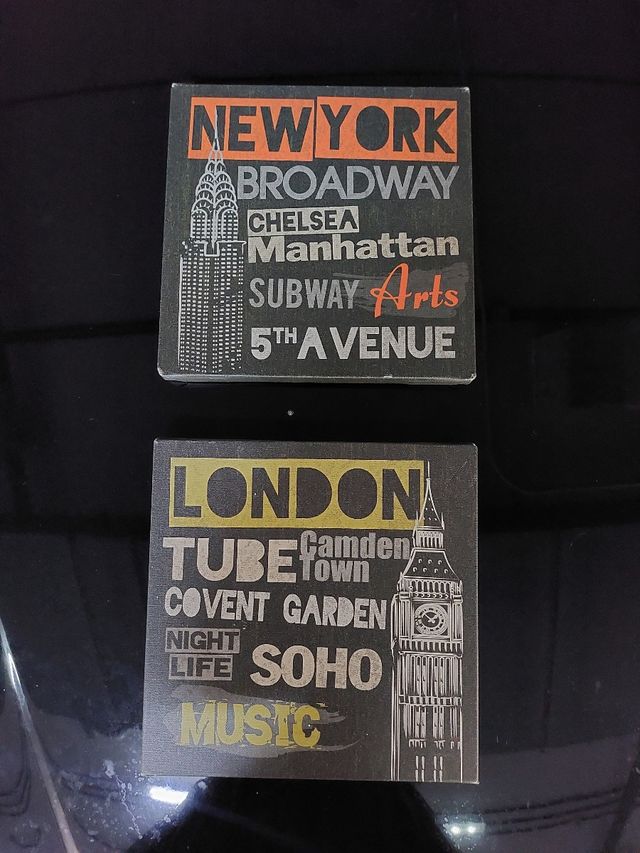 NEW YORK
BROADWAY
CHELSEA
Manhattan
SUBWAY Arts
5TH AVENUE
LONDON
TUBE Camden Town
COVENT GARDEN
NIGHT LIFE SOHO
MUSIC